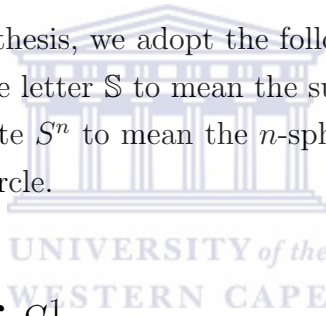 thesis, we adopt the follo
e letter 𝕊 to mean the su
te Sⁿ to mean the n-sph
rcle.
UNIVERSITY of the
WESTERN CAPE
S¹